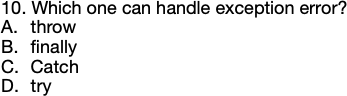 10. Which one can handle exception error?
A. throw
B. finally
C. Catch
D. try